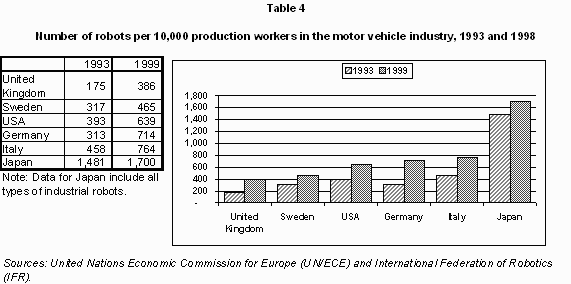 Table 4
Number of robots per 10,000 production workers in the motor vehicle industry, 1993 and 1998
1993 1999
United
Kingdom 175 386
Sweden 317 465
USA 393 639
Germany 313 714
Italy 458 764
Japan 1,481 1,700
Note: Data for Japan include all
types of industrial robots.
1993 1999
1,800
1,600
1,400
1,200
1,000
800
600
400
200
-
United
Kingdom
Sweden
USA
Germany
Italy
Japan
Sources: United Nations Economic Commission for Europe (UN/ECE) and International Federation of Robotics
(IFR).